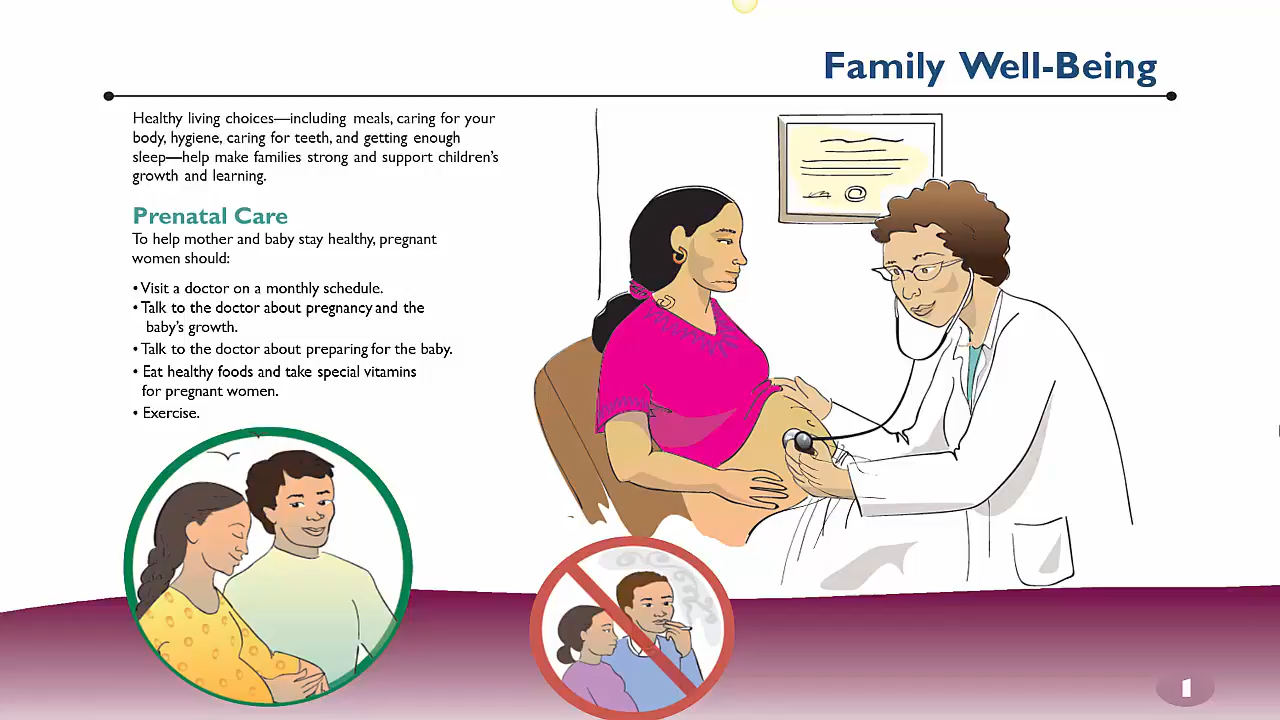 Family Well-Being
Healthy living choices—including meals, caring for your
body, hygiene, caring for teeth, and getting enough
sleep—help make families strong and support children's
growth and learning.
Prenatal Care
To help mother and baby stay healthy, pregnant
women should:
• Visit a doctor on a monthly schedule.
• Talk to the doctor about pregnancy and the
baby's growth.
• Talk to the doctor about preparing for the baby.
• Eat healthy foods and take special vitamins
for pregnant women.
• Exercise.
1